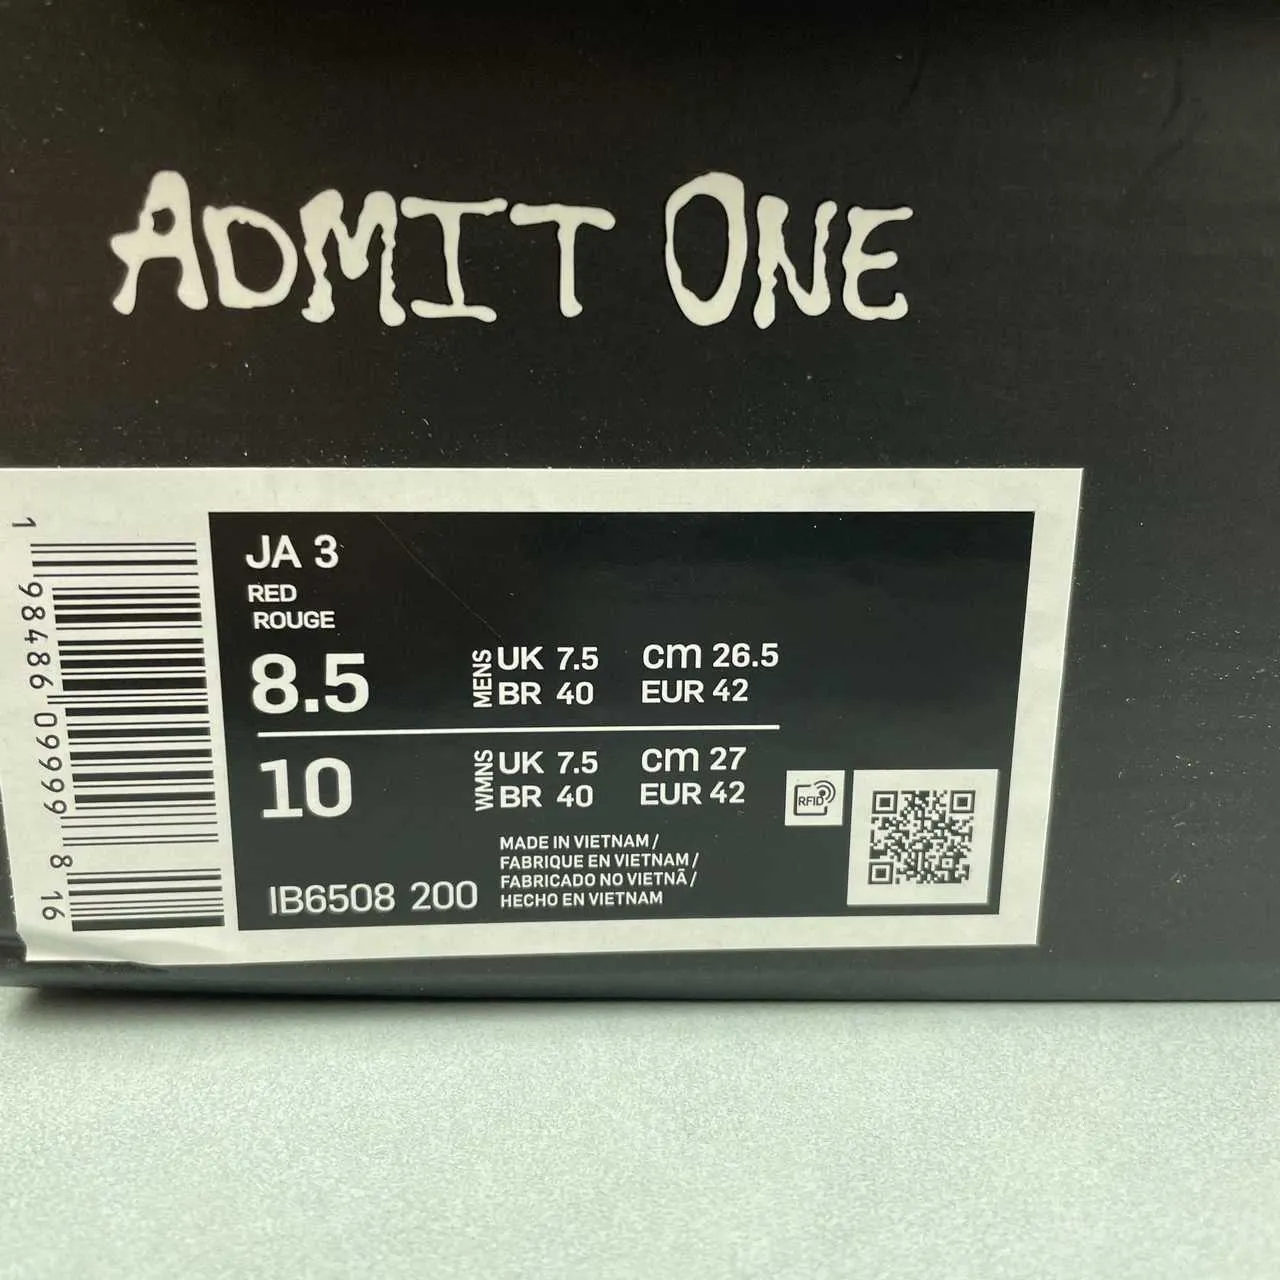 ADMIT ONE
JA 3
RED
ROUGE
8.5 MENS UK 7.5 cm 26.5
BR 40 EUR 42
10 WMNS UK 7.5 cm 27
BR 40 EUR 42
RFID
MADE IN VIETNAM /
FABRIQUE EN VIETNAM /
FABRICADO NO VIETNÃ /
HECHO EN VIETNAM
IB6508 200
1 98486 09999 8 16